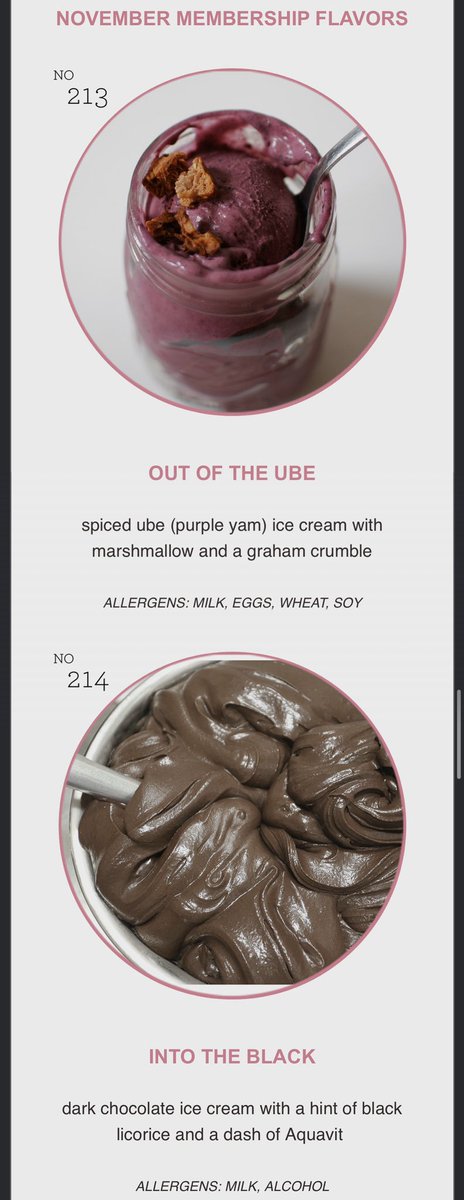 NOVEMBER MEMBERSHIP FLAVORS
NO
213
OUT OF THE UBE
spiced ube (purple yam) ice cream with
marshmallow and a graham crumble
ALLERGENS: MILK, EGGS, WHEAT, SOY
NO
214
INTO THE BLACK
dark chocolate ice cream with a hint of black
licorice and a dash of Aquavit
ALLERGENS: MILK, ALCOHOL